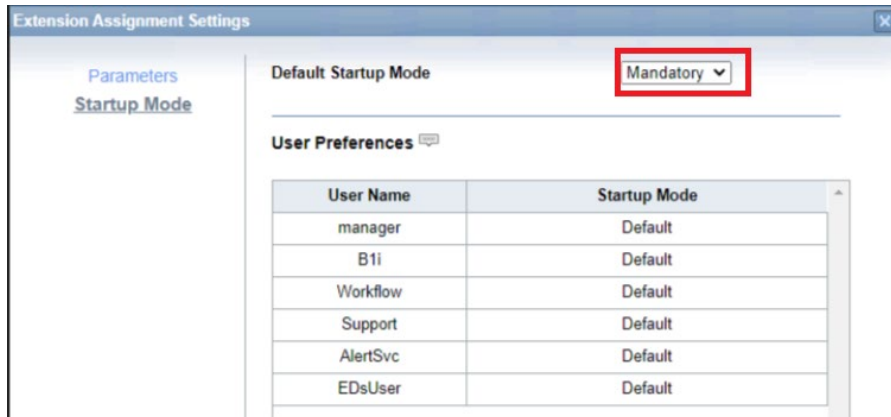 Extension Assignment Settings
Parameters
Startup Mode
Default Startup Mode Mandatory
User Preferences
User Name Startup Mode
manager Default
B1i Default
Workflow Default
Support Default
AlertSvc Default
EDsUser Default